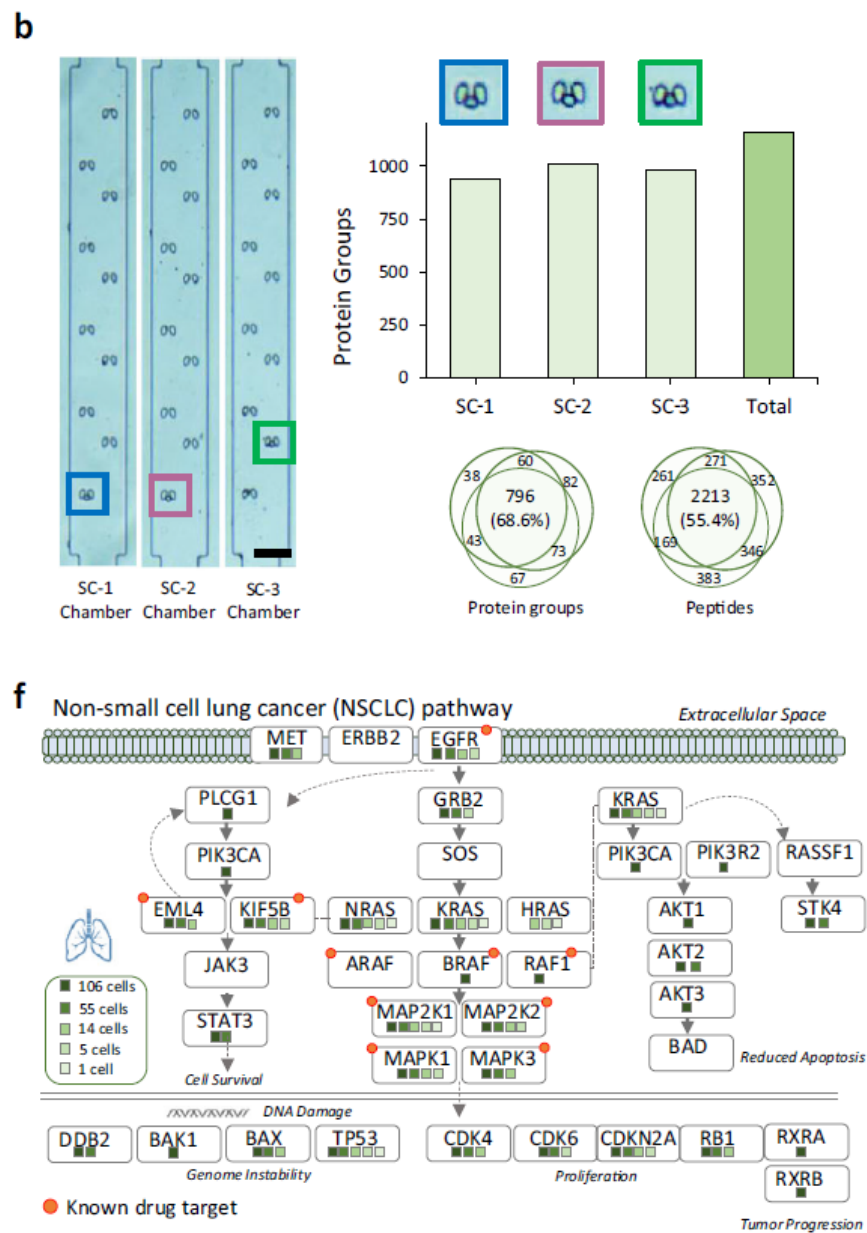 b
1000
750
500
250
0
Protein Groups
SC-1 SC-2 SC-3 Total
SC-1 Chamber
SC-2 Chamber
SC-3 Chamber
38 60 82
796
(68.6%)
43 73
67
Protein groups
261 271 352
2213
(55.4%)
169 346
383
Peptides
f
Non-small cell lung cancer (NSCLC) pathway
Extracellular Space
MET ERBB2 EGFR
PLCG1 GRB2 KRAS
PIK3CA SOS PIK3CA PIK3R2 RASSF1
EML4 KIF5B NRAS KRAS HRAS AKT1 STK4
JAK3 ARAF BRAF RAF1 AKT2
STAT3 MAP2K1 MAP2K2 AKT3
MAPK1 MAPK3 BAD
106 cells
55 cells
14 cells
5 cells
1 cell
Cell Survival
Reduced Apoptosis
DNA Damage
DDB2 BAK1 BAX TP53 CDK4 CDK6 CDKN2A RB1 RXRA
RXRB
Genome Instability
Proliferation
Known drug target
Tumor Progression